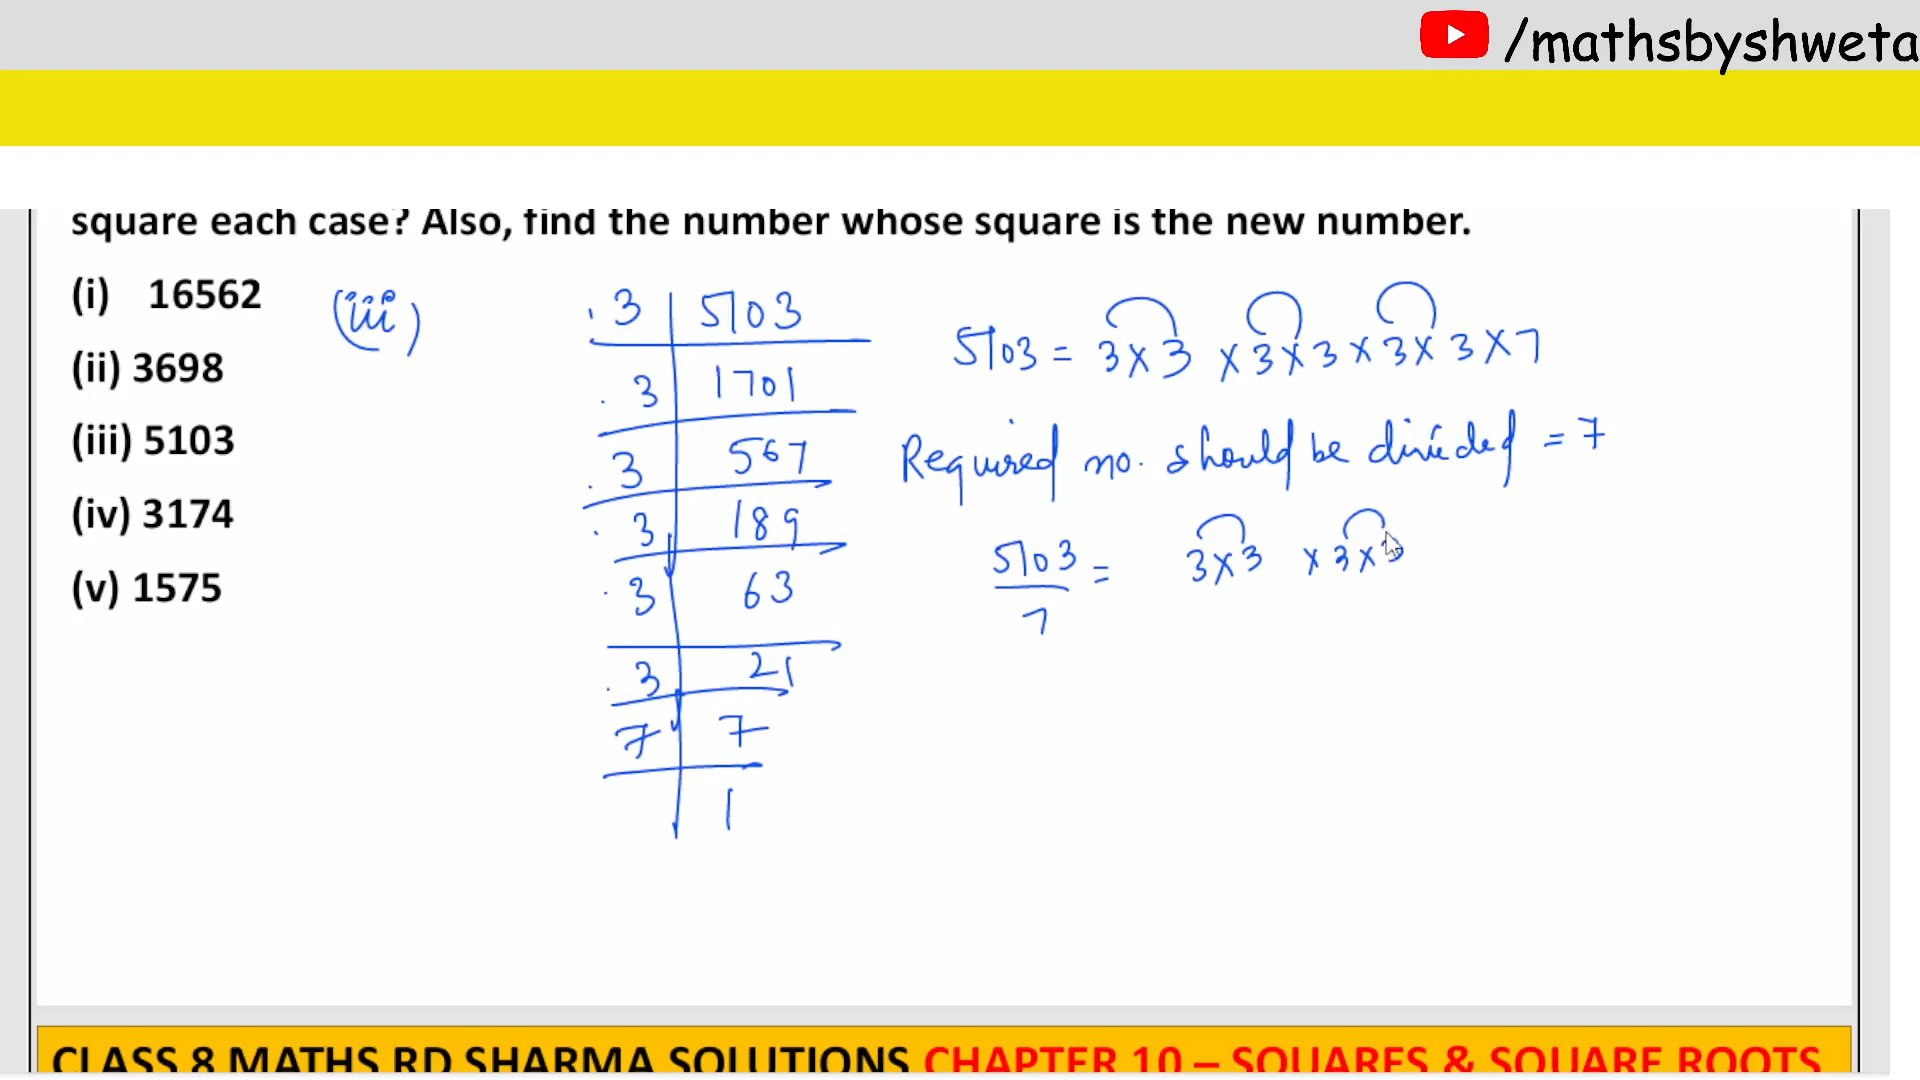 /mathsbyshweta
square each case? Also, find the number whose square is the new number.
(i) 16562
(ii) 3698
(iii) 5103
(iv) 3174
(v) 1575
(iii)
3 | 5103
3 | 1701
3 | 567
3 | 189
3 | 63
3 | 21
7 | 7
1
5103 = 3 × 3 × 3 × 3 × 3 × 3 × 7
Required no. should be divided = 7
5103/7 = 3 × 3 × 3 × 3
CLASS 8 MATHS RD SHARMA SOLUTIONS CHAPTER 10 – SQUARES & SQUARE ROOTS